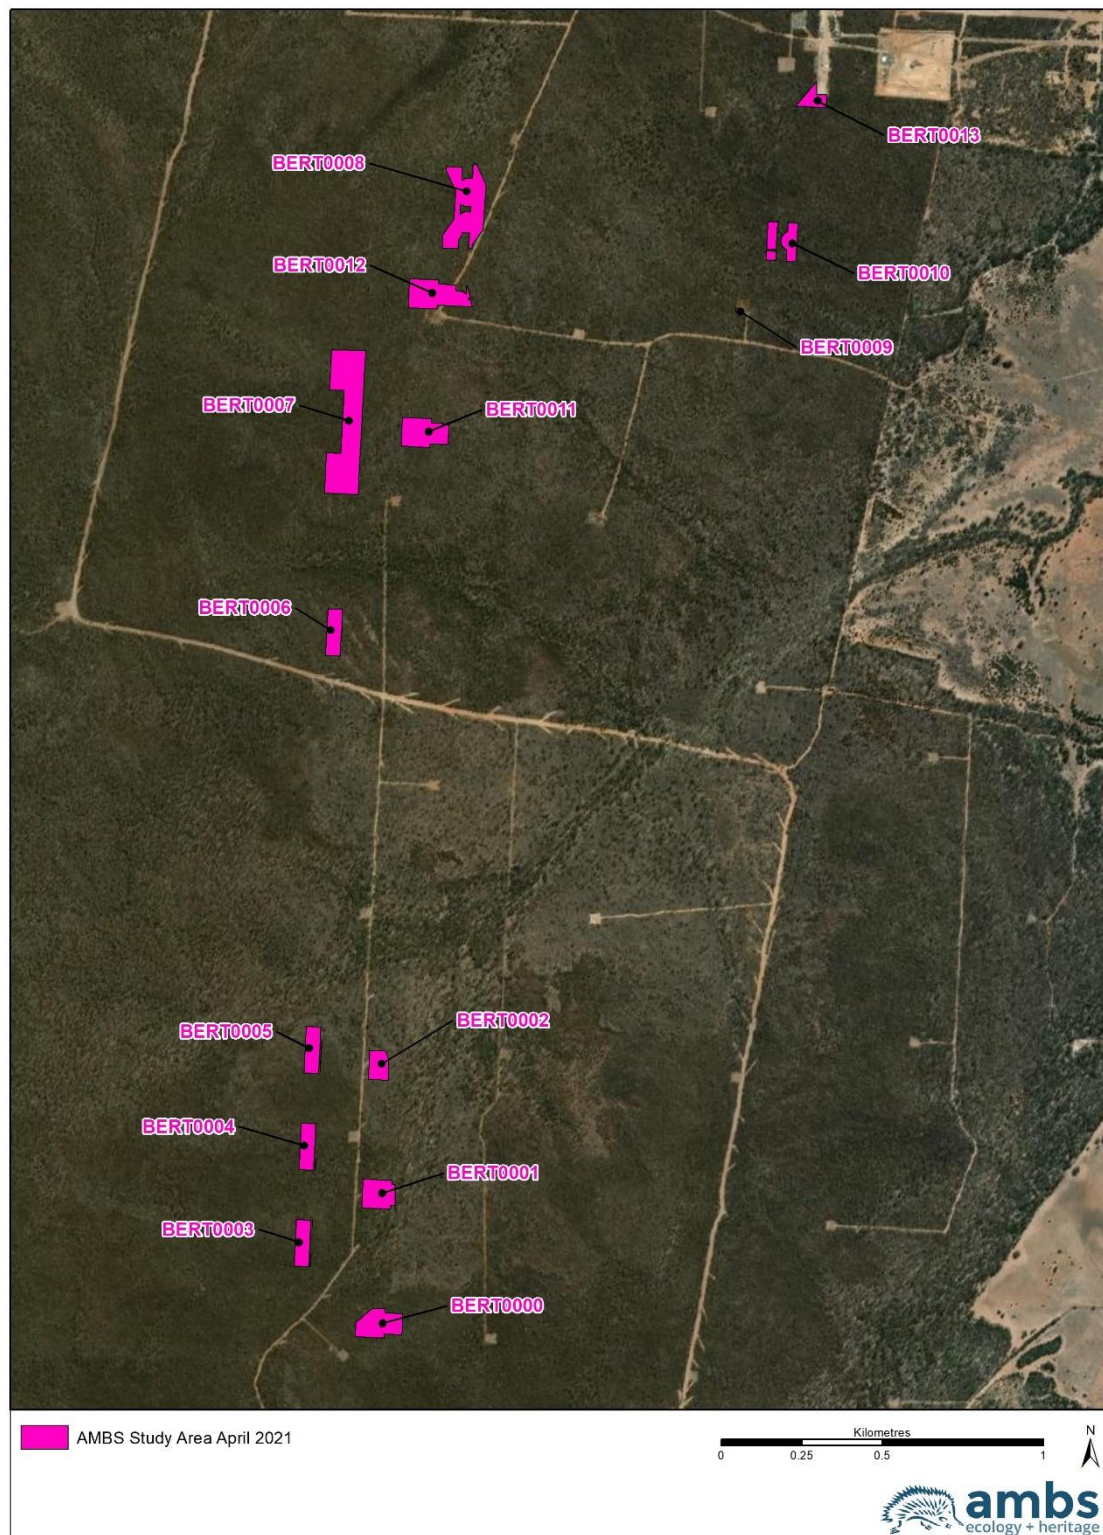 BERT0013
BERT0008
BERT0012
BERT0010
BERT0009
BERT0007
BERT0011
BERT0006
BERT0002
BERT0005
BERT0004
BERT0001
BERT0003
BERT0000
AMBS Study Area April 2021
Kilometres
0 0.25 0.5 1
N
ambs
ecology + heritage